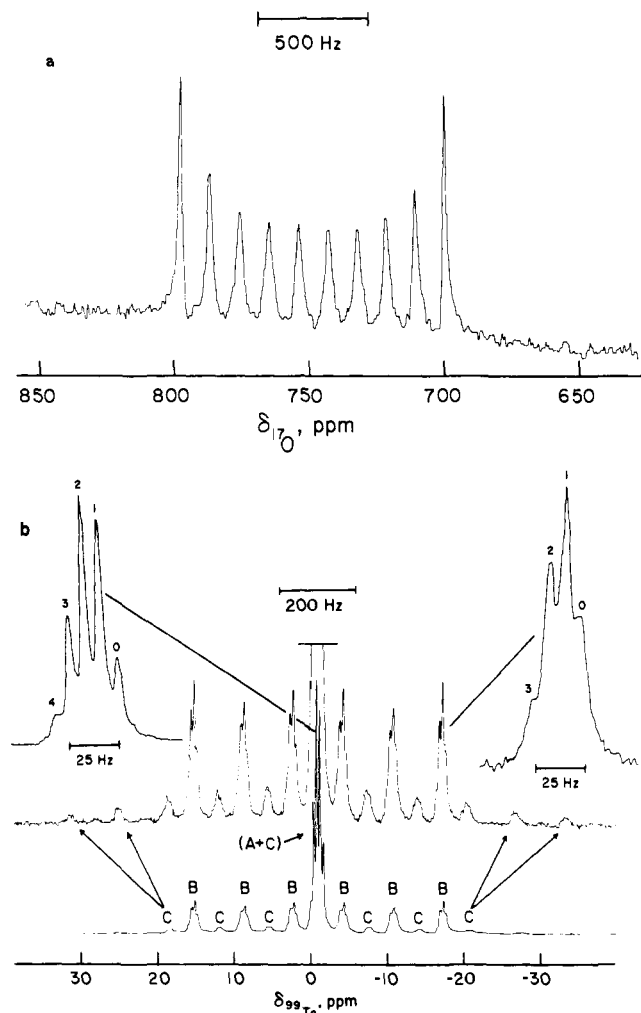 500 Hz
a
850 800 750 700 650
δ17O, ppm
b
2
1
3
0
4
25 Hz
200 Hz
1
2
0
3
25 Hz
(A+C)
B B B B B B
C C C C C C
30 20 10 0 -10 -20 -30
δ99Tc, ppm